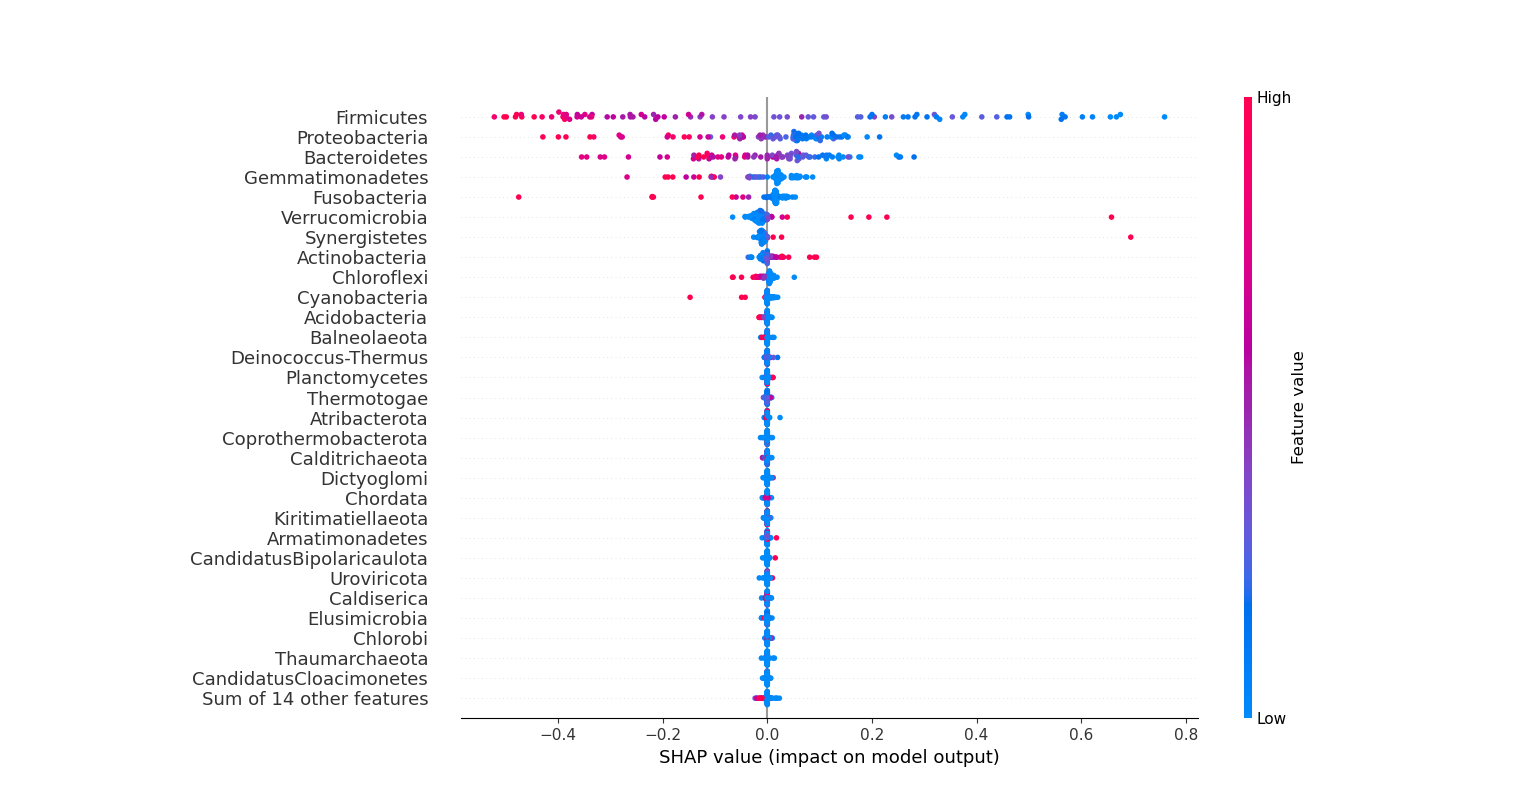 High
Firmicutes
Proteobacteria
Bacteroidetes
Gemmatimonadetes
Fusobacteria
Verrucomicrobia
Synergistetes
Actinobacteria
Chloroflexi
Cyanobacteria
Acidobacteria
Balneolaeota
Deinococcus-Thermus
Planctomycetes
Thermotogae
Atribacterota
Coprothermobacterota
Calditrichaeota
Dictyoglomi
Chordata
Kiritimatiellaeota
Armatimonadetes
CandidatusBipolaricaulota
Uroviricota
Caldiserica
Elusimicrobia
Chlorobi
Thaumarchaeota
CandidatusCloacimonetes
Sum of 14 other features
Feature value
Low
−0.4 −0.2 0.0 0.2 0.4 0.6 0.8
SHAP value (impact on model output)